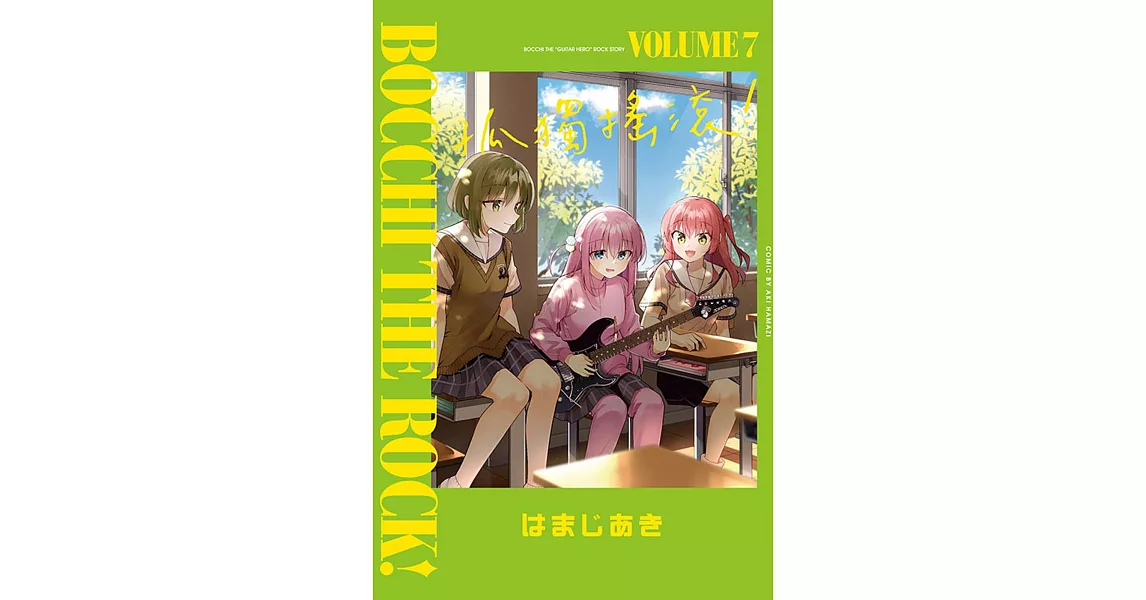 BOCCHI THE ROCK!
BOCCHI THE "GUITAR HERO" ROCK STORY
VOLUME 7
孤獨搖滾!
COMIC BY AKI HAMAZI
はまじあき